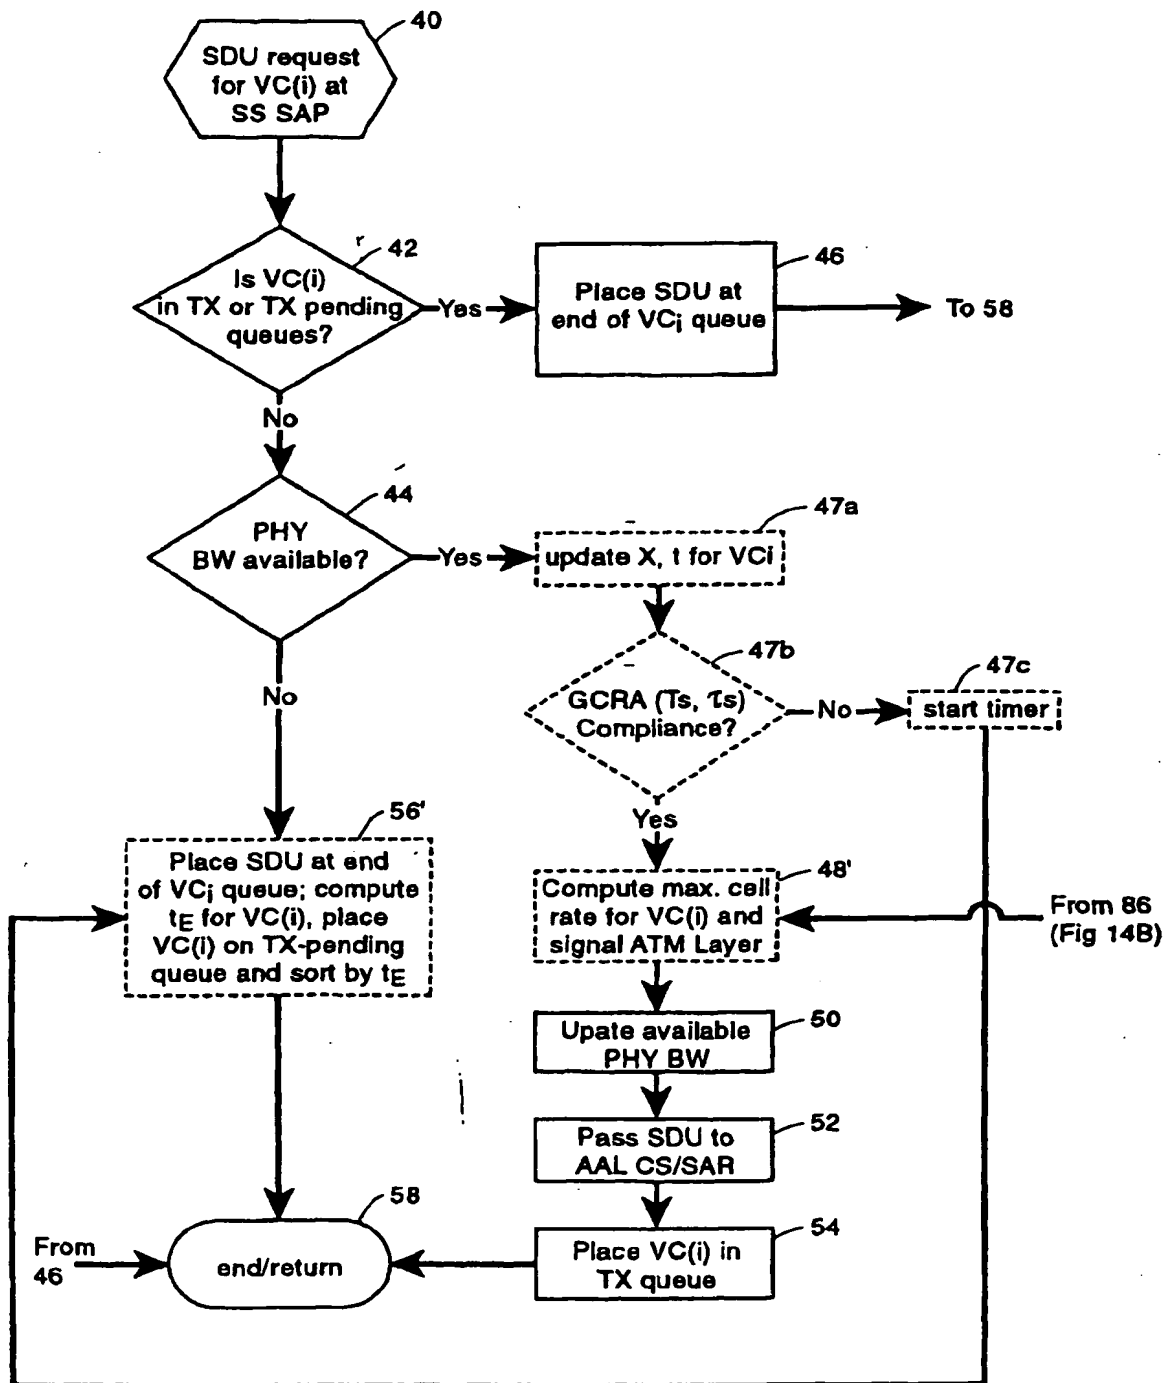 40
SDU request
for VC(i) at
SS SAP
42
Is VC(i)
in TX or TX pending
queues?
Yes
46
Place SDU at
end of VCi queue
To 58
No
44
PHY
BW available?
Yes
47a
update X, t for VCi
47b
GCRA (Ts, τs)
Compliance?
No
47c
start timer
No
Yes
56'
Place SDU at end
of VCi queue; compute
tE for VC(i), place
VC(i) on TX-pending
queue and sort by tE
48'
Compute max. cell
rate for VC(i) and
signal ATM Layer
From 86
(Fig 14B)
50
Upate available
PHY BW
52
Pass SDU to
AAL CS/SAR
54
Place VC(i) in
TX queue
58
end/return
From
46